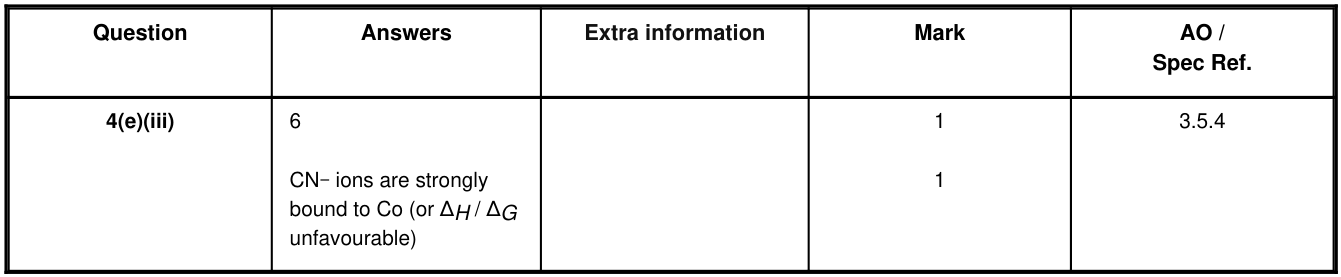 Question Answers Extra information Mark AO /
Spec Ref.
4(e)(iii) 6 1 3.5.4
CN– ions are strongly 1
bound to Co (or ΔH / ΔG
unfavourable)